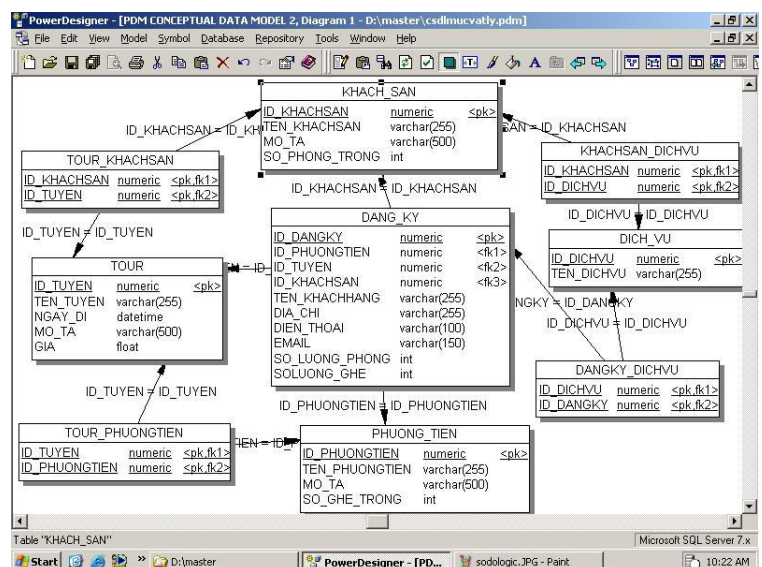 PowerDesigner - [PDM CONCEPTUAL DATA MODEL 2, Diagram 1 - D:\master\csdlmucvatly.pdm]
File Edit View Model Symbol Database Repository Tools Window Help
KHACH_SAN
ID_KHACHSAN numeric <pk>
TEN_KHACHSAN varchar(255)
MO_TA varchar(500)
SO_PHONG_TRONG int
ID_KHACHSAN = ID_KH
SAN = ID_KHACHSAN
TOUR_KHACHSAN
ID_KHACHSAN numeric <pk,fk1>
ID_TUYEN numeric <pk,fk2>
KHACHSAN_DICHVU
ID_KHACHSAN numeric <pk,fk1>
ID_DICHVU numeric <pk,fk2>
ID_KHACHSAN = ID_KHACHSAN
ID_TUYEN = ID_TUYEN
ID_DICHVU = ID_DICHVU
DANG_KY
ID_DANGKY numeric <pk>
ID_PHUONGTIEN numeric <fk1>
ID_TUYEN numeric <fk2>
ID_KHACHSAN numeric <fk3>
TEN_KHACHHANG varchar(255)
DIA_CHI varchar(255)
DIEN_THOAI varchar(100)
EMAIL varchar(150)
SO_LUONG_PHONG int
SOLUONG_GHE int
DICH_VU
ID_DICHVU numeric <pk>
TEN_DICHVU varchar(255)
TOUR
ID_TUYEN numeric <pk>
TEN_TUYEN varchar(255)
NGAY_DI datetime
MO_TA varchar(500)
GIA float
EN = ID_
NGKY = ID_DANGKY
ID_DICHVU = ID_DICHVU
DANGKY_DICHVU
ID_DICHVU numeric <pk,fk1>
ID_DANGKY numeric <pk,fk2>
ID_TUYEN = ID_TUYEN
ID_PHUONGTIEN = ID_PHUONGTIEN
TOUR_PHUONGTIEN
ID_TUYEN numeric <pk,fk1>
ID_PHUONGTIEN numeric <pk,fk2>
TIEN = ID_P
PHUONG_TIEN
ID_PHUONGTIEN numeric <pk>
TEN_PHUONGTIEN varchar(255)
MO_TA varchar(500)
SO_GHE_TRONG int
Table "KHACH_SAN" Microsoft SQL Server 7.x
Start » D:\master PowerDesigner - [PD... sodologic.JPG - Paint 10:22 AM